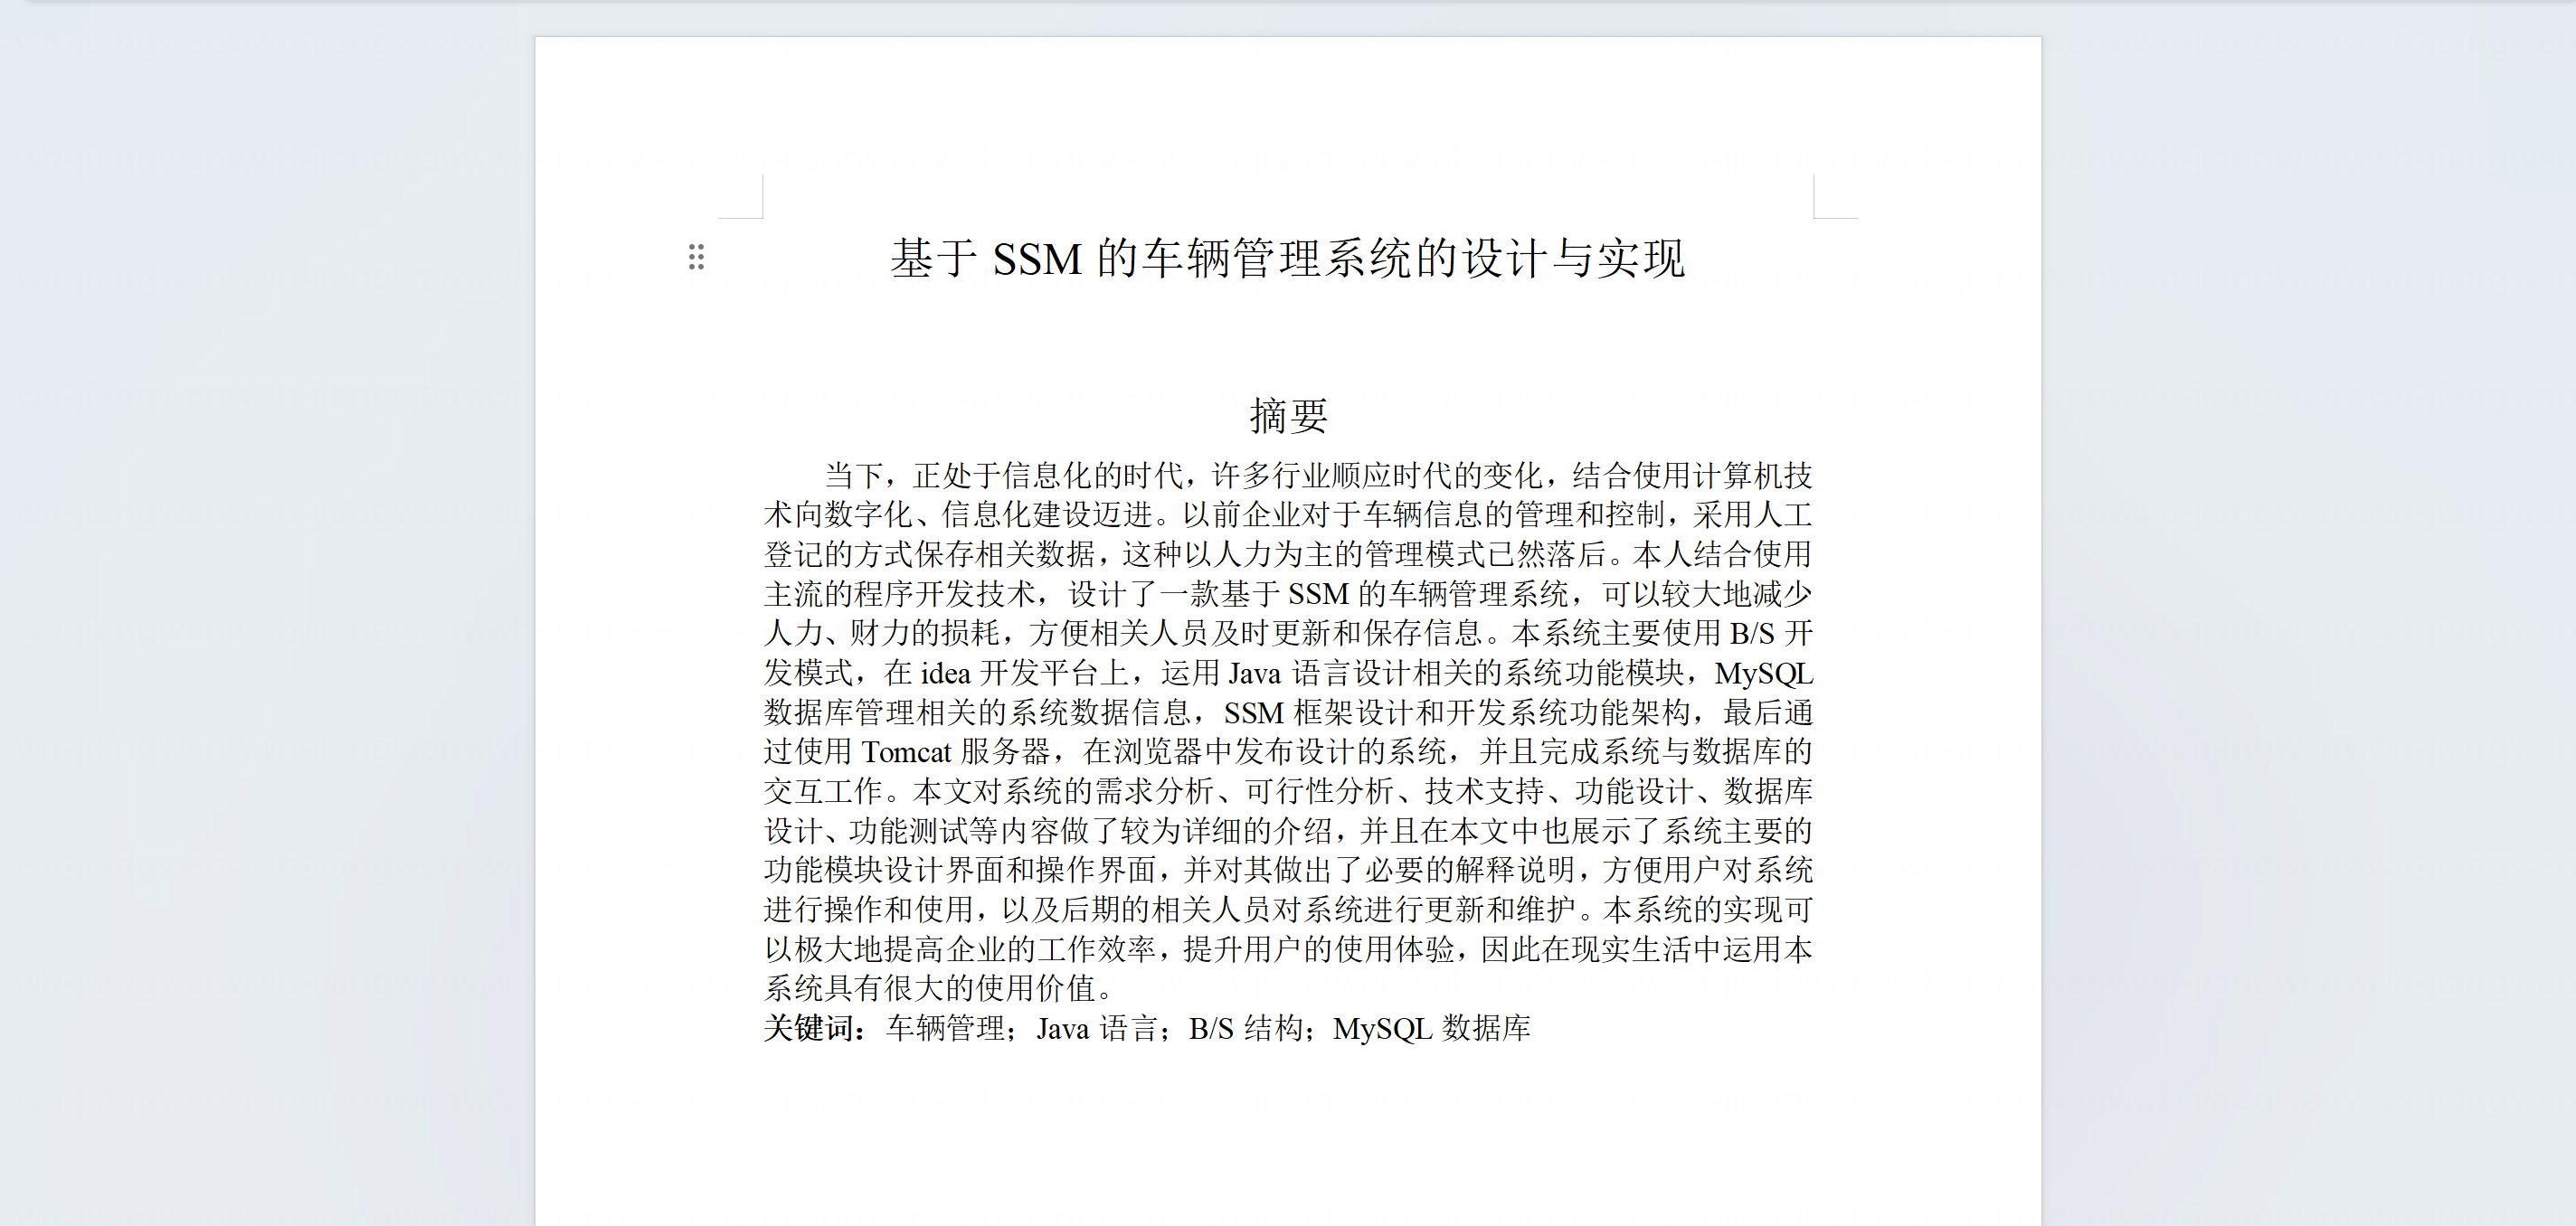 基于 SSM 的车辆管理系统的设计与实现
摘要
当下，正处于信息化的时代，许多行业顺应时代的变化，结合使用计算机技
术向数字化、信息化建设迈进。以前企业对于车辆信息的管理和控制，采用人工
登记的方式保存相关数据，这种以人力为主的管理模式已然落后。本人结合使用
主流的程序开发技术，设计了一款基于 SSM 的车辆管理系统，可以较大地减少
人力、财力的损耗，方便相关人员及时更新和保存信息。本系统主要使用 B/S 开
发模式，在 idea 开发平台上，运用 Java 语言设计相关的系统功能模块，MySQL
数据库管理相关的系统数据信息，SSM 框架设计和开发系统功能架构，最后通
过使用 Tomcat 服务器，在浏览器中发布设计的系统，并且完成系统与数据库的
交互工作。本文对系统的需求分析、可行性分析、技术支持、功能设计、数据库
设计、功能测试等内容做了较为详细的介绍，并且在本文中也展示了系统主要的
功能模块设计界面和操作界面，并对其做出了必要的解释说明，方便用户对系统
进行操作和使用，以及后期的相关人员对系统进行更新和维护。本系统的实现可
以极大地提高企业的工作效率，提升用户的使用体验，因此在现实生活中运用本
系统具有很大的使用价值。
关键词：车辆管理；Java 语言；B/S 结构；MySQL 数据库